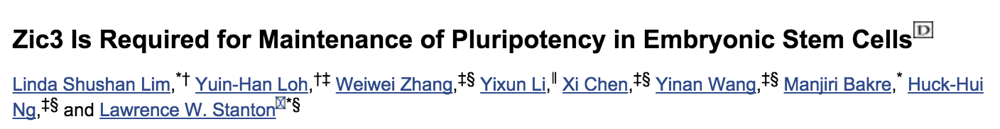 Zic3 Is Required for Maintenance of Pluripotency in Embryonic Stem Cells D
Linda Shushan Lim,*† Yuin-Han Loh,†‡ Weiwei Zhang,‡§ Yixun Li,‖ Xi Chen,‡§ Yinan Wang,‡§ Manjiri Bakre,* Huck-Hui
Ng,‡§ and Lawrence W. Stanton*§